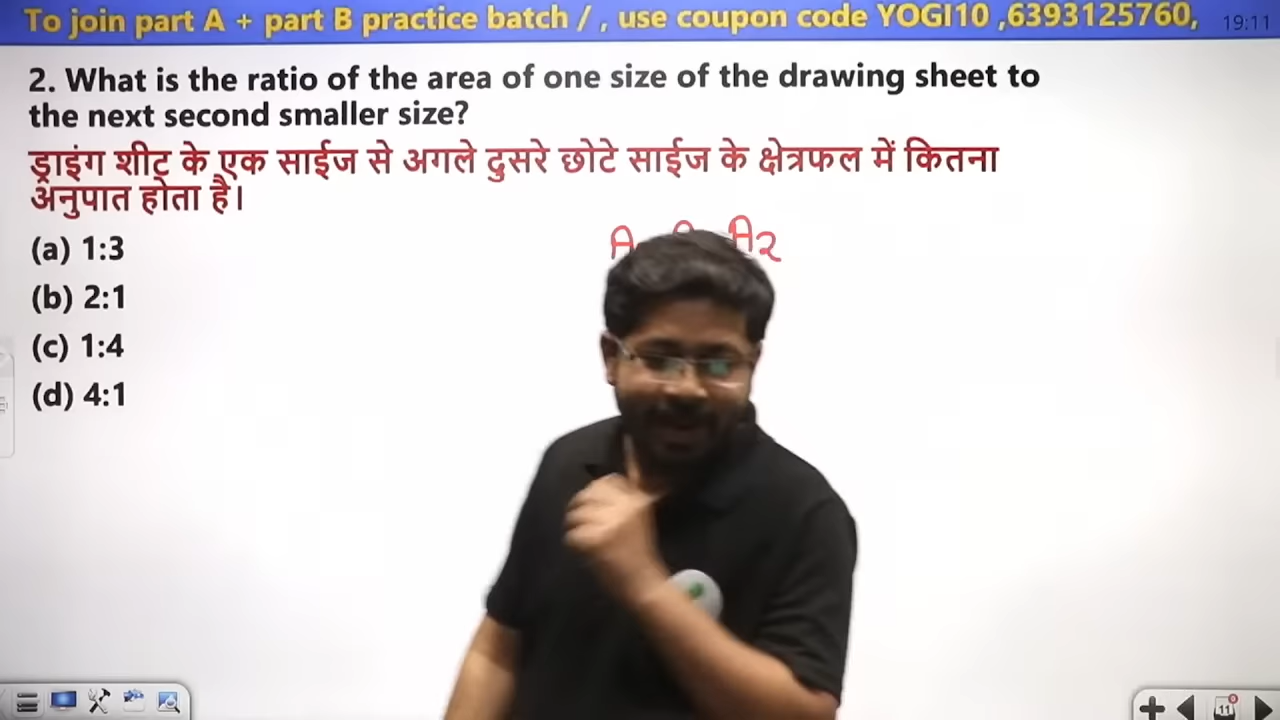 To join part A + part B practice batch / , use coupon code YOGI10 ,6393125760,
19:11
2. What is the ratio of the area of one size of the drawing sheet to
the next second smaller size?
ड्राइंग शीट के एक साईज से अगले दुसरे छोटे साईज के क्षेत्रफल में कितना
अनुपात होता है।
A A2
(a) 1:3
(b) 2:1
(c) 1:4
(d) 4:1
11